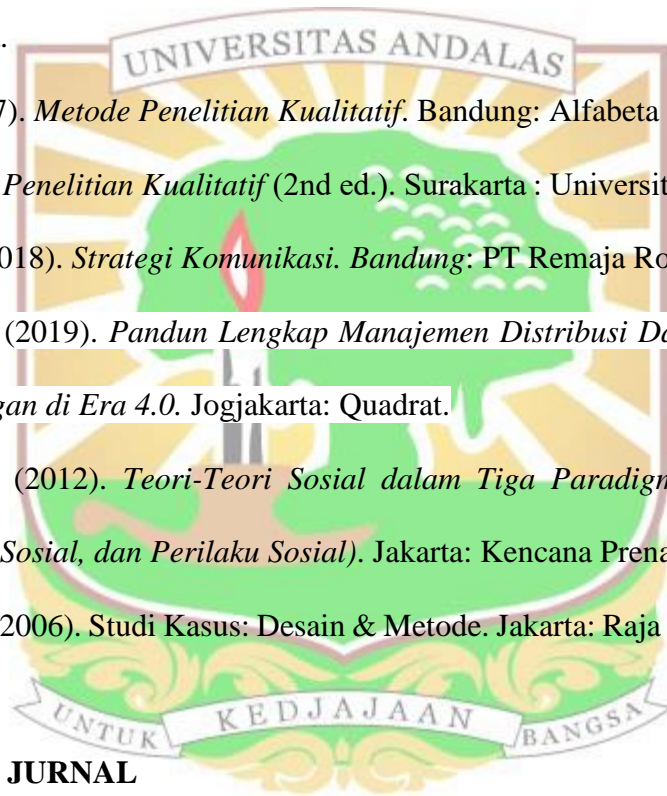 .
UNIVERSITAS ANDALAS
7). Metode Penelitian Kualitatif. Bandung: Alfabeta
Penelitian Kualitatif (2nd ed.). Surakarta : Universit
018). Strategi Komunikasi. Bandung: PT Remaja Ro
(2019). Pandun Lengkap Manajemen Distribusi Da
gan di Era 4.0. Jogjakarta: Quadrat.
(2012). Teori-Teori Sosial dalam Tiga Paradign
Sosial, dan Perilaku Sosial). Jakarta: Kencana Prena
2006). Studi Kasus: Desain & Metode. Jakarta: Raja
UNTUK KEDJAJAAN BANGSA
JURNAL